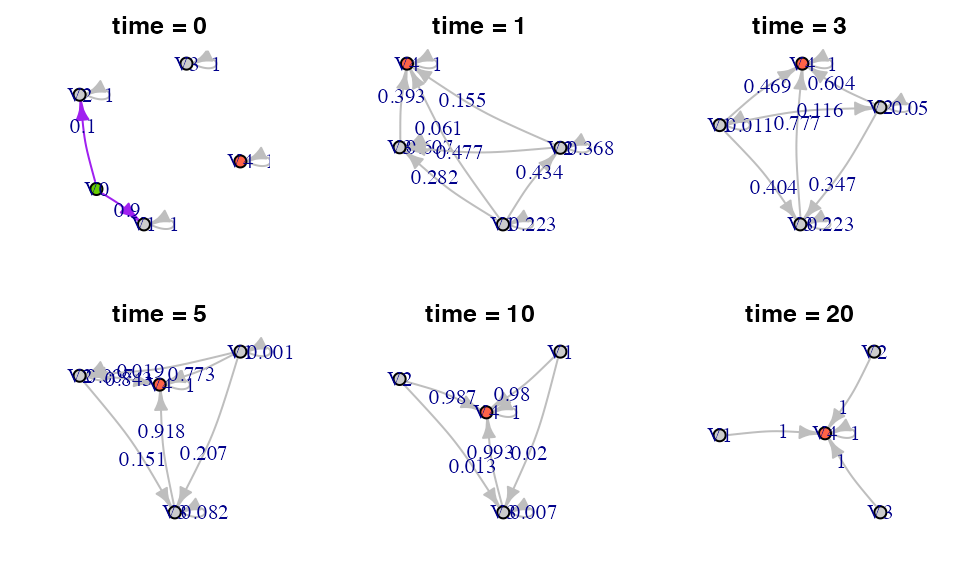 time = 0
V3 1
V2 1
0.1
V4
V0
0.9
V1 1
time = 1
V4 1
0.393
0.155
0.061
V3 0.607
0.477
V2 0.368
0.282
0.434
V1 0.223
time = 3
V4 1
0.469
0.604
0.116
V2 0.05
V1 0.011
0.777
0.404
0.347
V3 0.223
time = 5
V1 0.001
0.019
0.773
V2
0.843
V4 1
0.918
0.151
0.207
V3 0.082
time = 10
V1
V2
0.987
0.98
V4 1
0.993
0.02
0.013
V3 0.007
time = 20
V2
1
V1
1
V4 1
1
V3